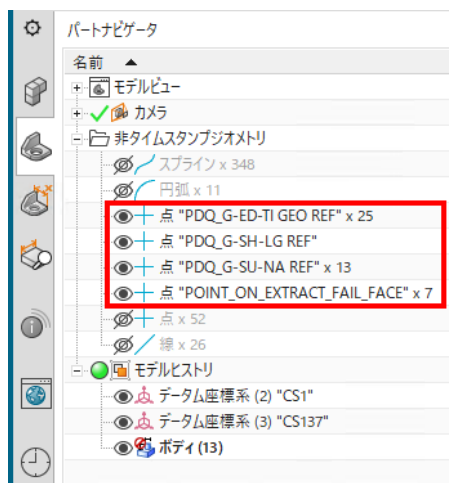 パートナビゲータ
名前
モデルビュー
カメラ
非タイムスタンプジオメトリ
スプライン x 348
円弧 x 11
点 "PDQ_G-ED-TI GEO REF" x 25
点 "PDQ_G-SH-LG REF"
点 "PDQ_G-SU-NA REF" x 13
点 "POINT_ON_EXTRACT_FAIL_FACE" x 7
点 x 52
線 x 26
モデルヒストリ
データム座標系 (2) "CS1"
データム座標系 (3) "CS137"
ボディ (13)